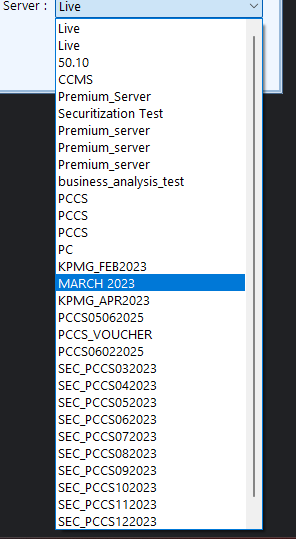 Server : Live
Live
Live
50.10
CCMS
Premium_Server
Securitization Test
Premium_server
Premium_server
Premium_server
business_analysis_test
PCCS
PCCS
PCCS
PC
KPMG_FEB2023
MARCH 2023
KPMG_APR2023
PCCS05062025
PCCS_VOUCHER
PCCS06022025
SEC_PCCS032023
SEC_PCCS042023
SEC_PCCS052023
SEC_PCCS062023
SEC_PCCS072023
SEC_PCCS082023
SEC_PCCS092023
SEC_PCCS102023
SEC_PCCS112023
SEC_PCCS122023